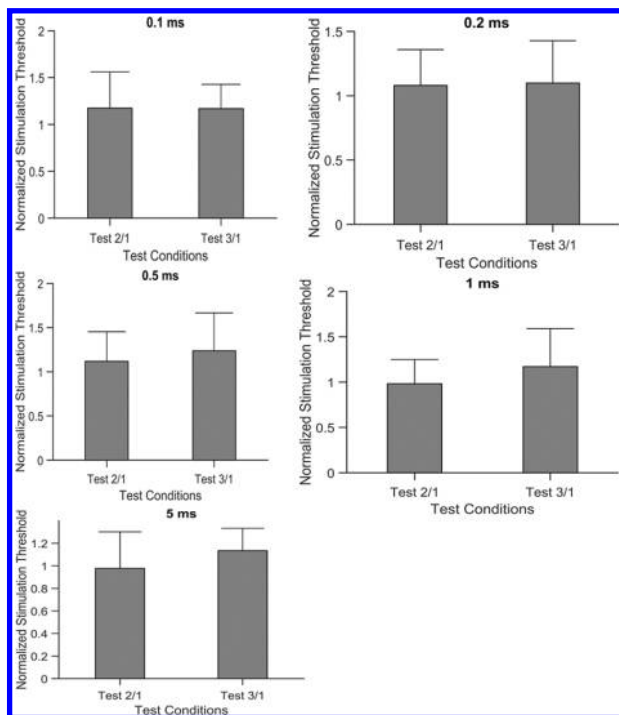 0.1 ms
Normalized Stimulation Threshold
2
1.5
1
0.5
0
Test 2/1
Test 3/1
Test Conditions
0.2 ms
Normalized Stimulation Threshold
1.5
1
0.5
0
Test 2/1
Test 3/1
Test Conditions
0.5 ms
Normalized Stimulation Threshold
2
1.5
1
0.5
0
Test 2/1
Test 3/1
Test Conditions
1 ms
Normalized Stimulation Threshold
2
1.5
1
0.5
0
Test 2/1
Test 3/1
Test Conditions
5 ms
Normalized Stimulation Threshold
1.2
1
0.8
0.6
0.4
0.2
0
Test 2/1
Test 3/1
Test Conditions